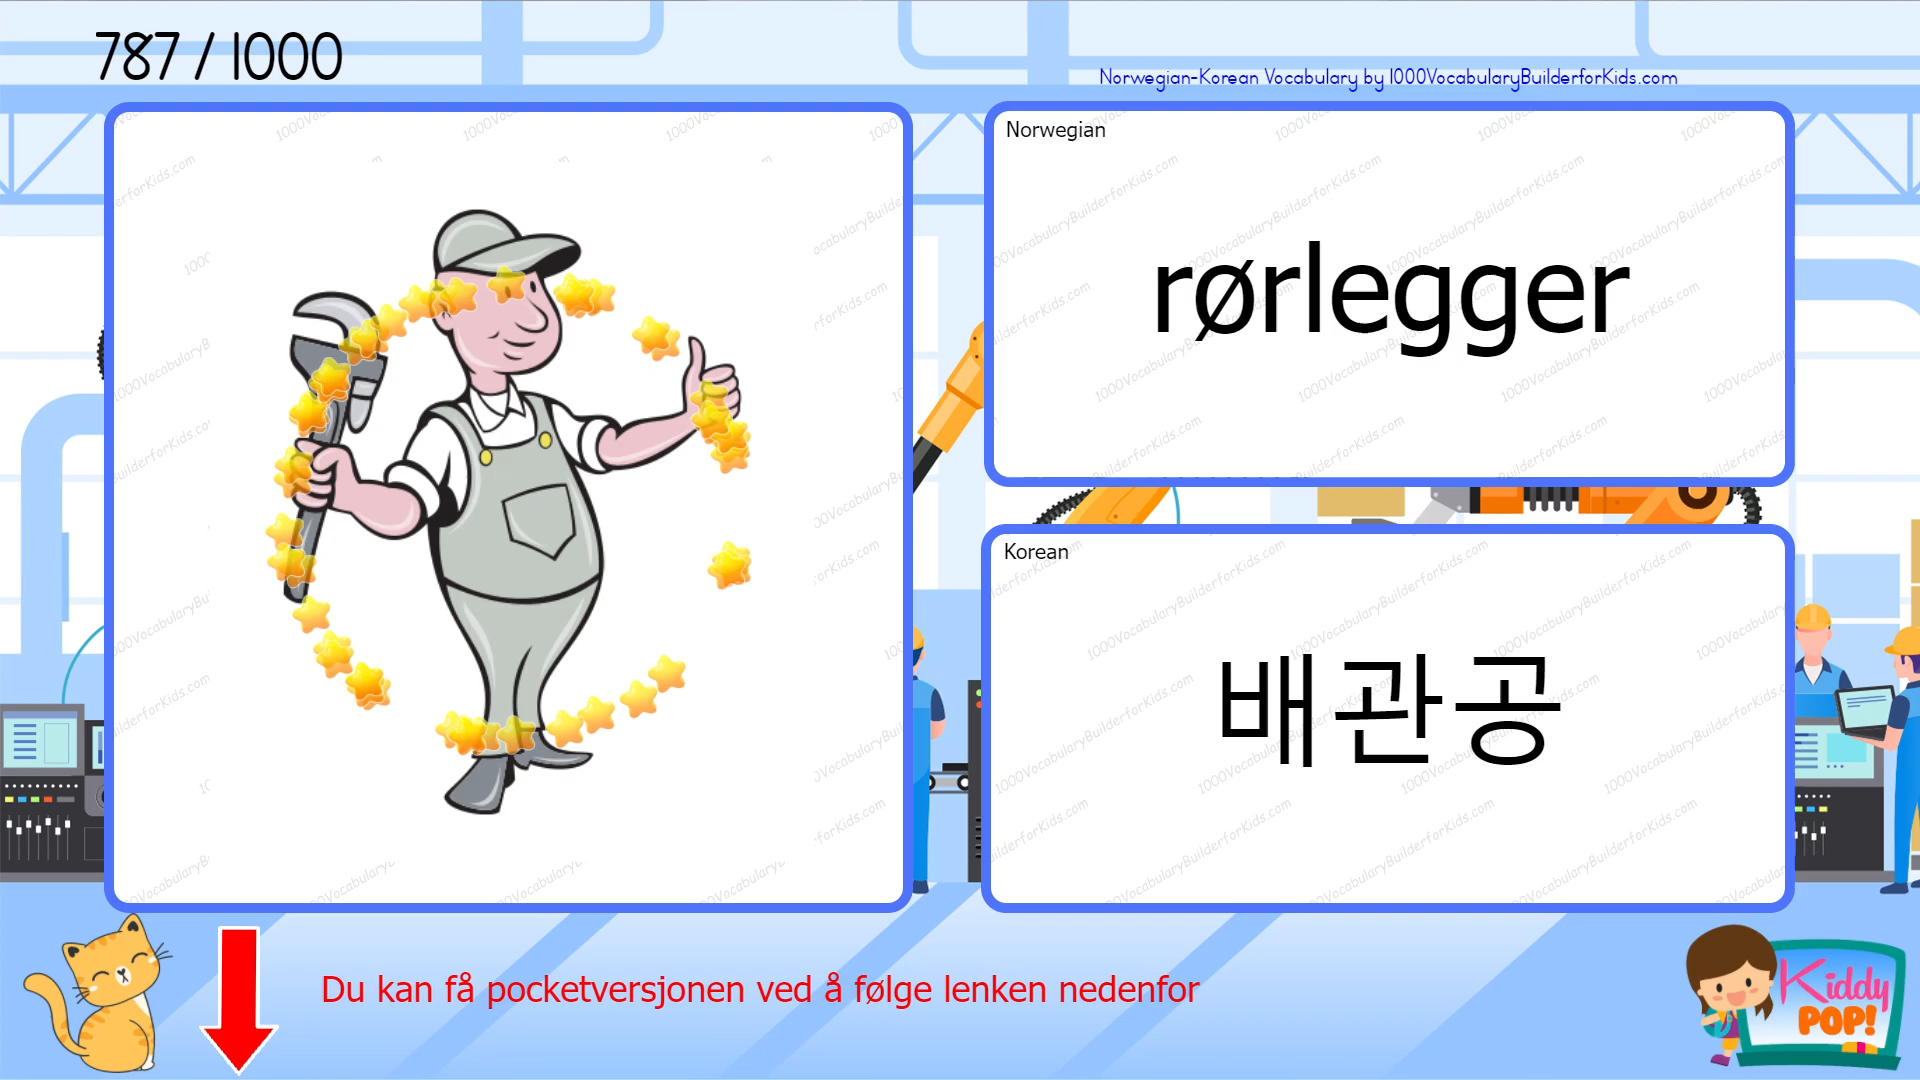 787 / 1000
Norwegian-Korean Vocabulary by 1000VocabularyBuilderforKids.com
Norwegian
rørlegger
Korean
배관공
Du kan få pocketversjonen ved å følge lenken nedenfor
Kiddy
POP!